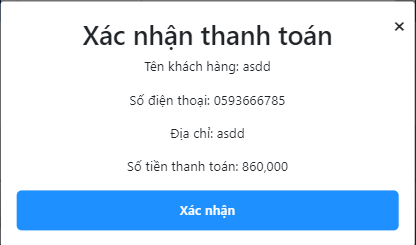 ×
Xác nhận thanh toán
Tên khách hàng: asdd
Số điện thoại: 0593666785
Địa chỉ: asdd
Số tiền thanh toán: 860,000
Xác nhận